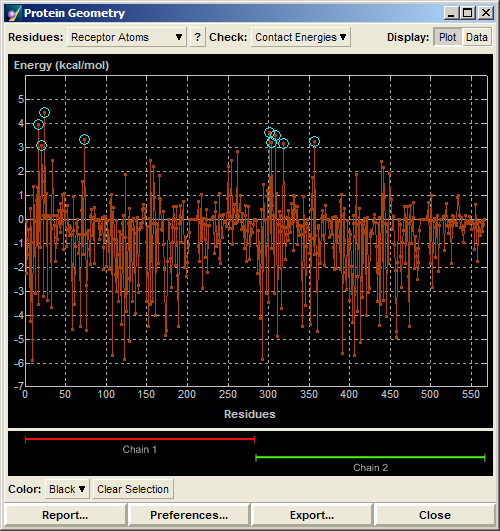 Protein Geometry
Residues: Receptor Atoms ? Check: Contact Energies Display: Plot Data
Energy (kcal/mol)
5
4
3
2
1
0
-1
-2
-3
-4
-5
-6
-7
0 50 100 150 200 250 300 350 400 450 500 550
Residues
Chain 1
Chain 2
Color: Black Clear Selection
Report... Preferences... Export... Close